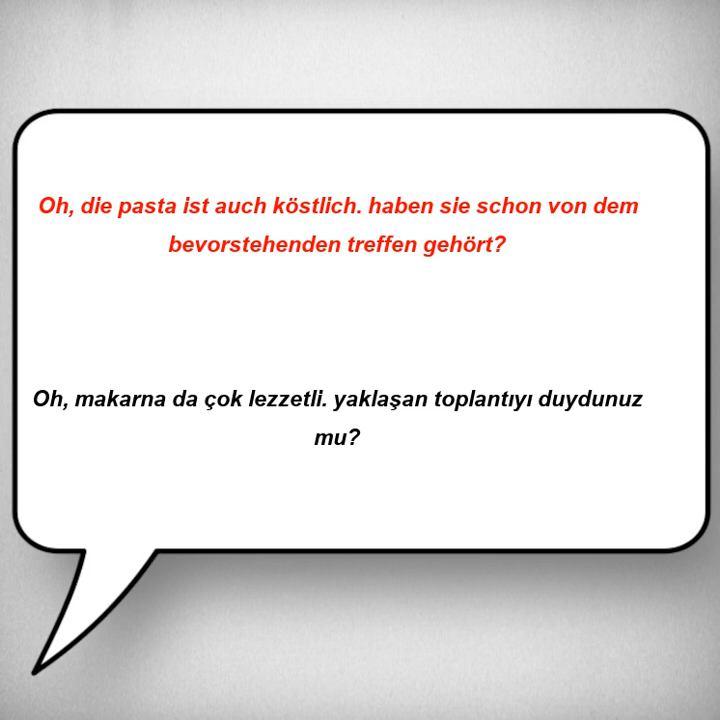 Oh, die pasta ist auch köstlich. haben sie schon von dem
bevorstehenden treffen gehört?
Oh, makarna da çok lezzetli. yaklaşan toplantıyı duydunuz
mu?